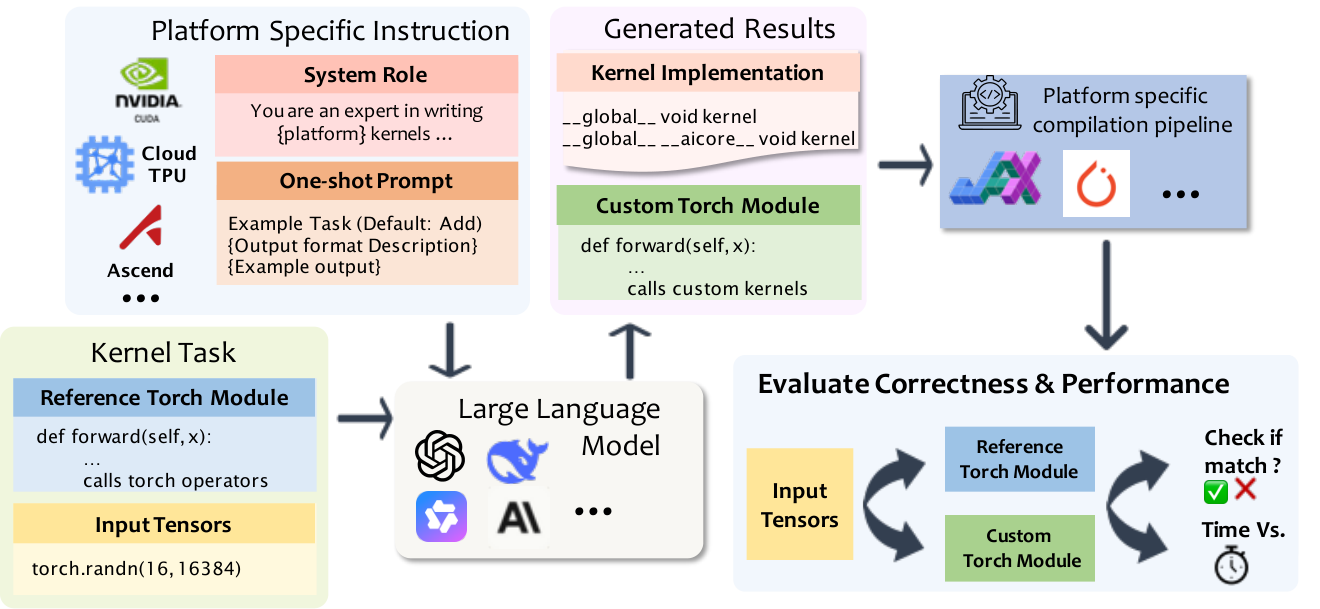 Platform Specific Instruction
NVIDIA.
CUDA
Cloud
TPU
Ascend
...
System Role
You are an expert in writing
{platform} kernels ...
One-shot Prompt
Example Task (Default: Add)
{Output format Description}
{Example output}
Generated Results
Kernel Implementation
__global__ void kernel
__global__ __aicore__ void kernel
Custom Torch Module
def forward(self, x):
...
calls custom kernels
Platform specific
compilation pipeline
JAX
...
Kernel Task
Reference Torch Module
def forward(self, x):
...
calls torch operators
Input Tensors
torch.randn(16, 16384)
Large Language
Model
AI
...
Evaluate Correctness & Performance
Input
Tensors
Reference
Torch Module
Custom
Torch Module
Check if
match ?
Time Vs.